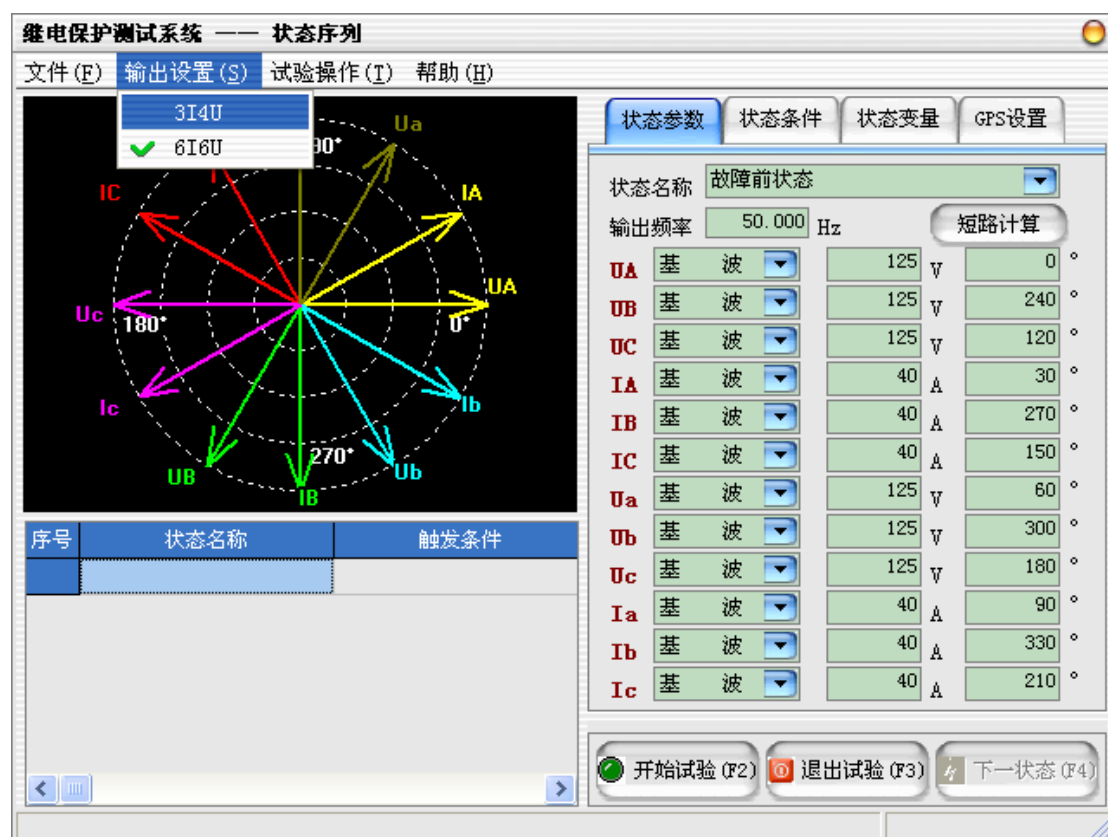 继电保护测试系统 —— 状态序列
文件(F) 输出设置(S) 试验操作(T) 帮助(H)
3I4U
6I6U
Ua
90°
IC
IA
UA
Uc
180°
0°
Ic
Ib
270°
UB
Ub
IB
序号 状态名称 触发条件
状态参数 状态条件 状态变量 GPS设置
状态名称 故障前状态
输出频率 50.000 Hz 短路计算
UA 基 波 125 V 0 °
UB 基 波 125 V 240 °
UC 基 波 125 V 120 °
IA 基 波 40 A 30 °
IB 基 波 40 A 270 °
IC 基 波 40 A 150 °
Ua 基 波 125 V 60 °
Ub 基 波 125 V 300 °
Uc 基 波 125 V 180 °
Ia 基 波 40 A 90 °
Ib 基 波 40 A 330 °
Ic 基 波 40 A 210 °
开始试验(F2) 退出试验(F3) 下一状态(F4)